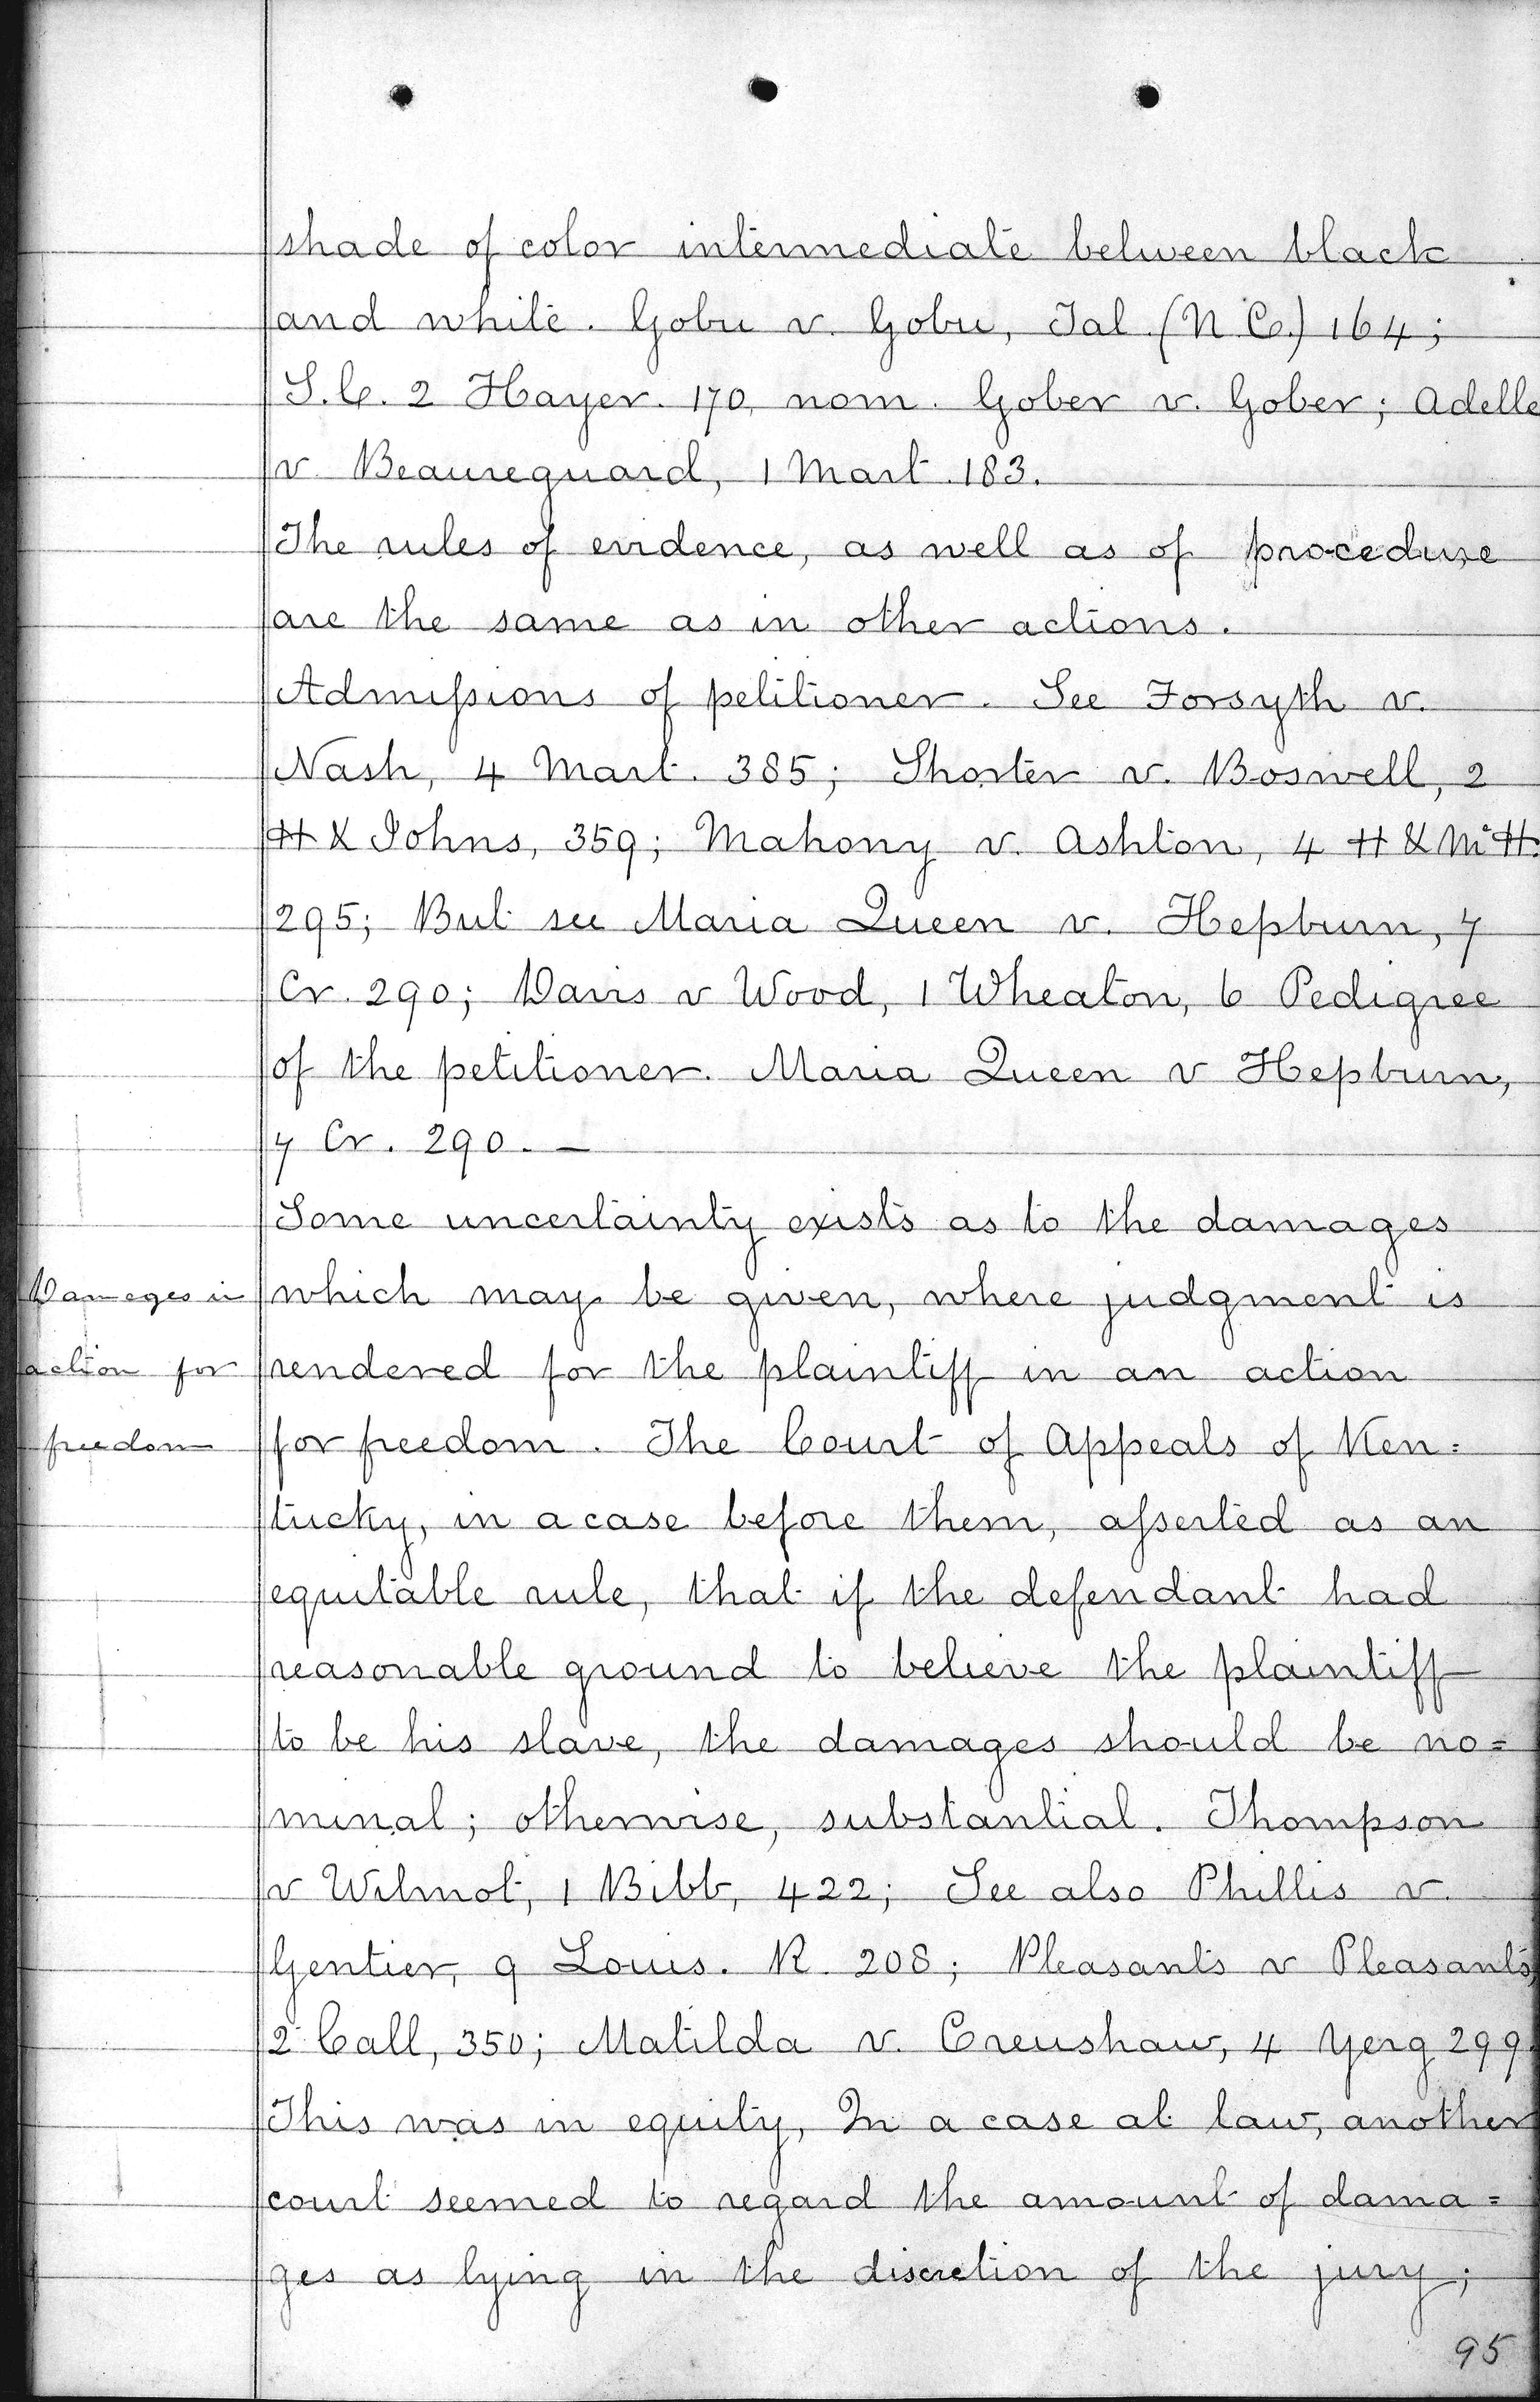 shade of color intermediate between black
and white. Gobu v. Gobu, Tal. (N.C.) 164;
S.C. 2 Hayer. 170, nom. Gober v. Gober; Adelle
v. Beaureguard, 1 Mart. 183.
The rules of evidence, as well as of procedure
are the same as in other actions.
Admissions of petitioner. See Forsyth v.
Nash, 4 Mart. 385; Shorter v. Boswell, 2
H & Johns, 359; Mahony v. Ashton, 4 H & McH.
295; But see Maria Queen v. Hepburn, 7
Cr. 290; Davis v Wood, 1 Wheaton, 6 Pedigree
of the petitioner. Maria Queen v Hepburn,
7 Cr. 290. –
Some uncertainty exists as to the damages
Dameges in
action for
freedom
which may be given, where judgment is
rendered for the plaintiff in an action
for freedom. The Court of Appeals of Ken=
tucky, in a case before them, asserted as an
equitable rule, that if the defendant had
reasonable ground to believe the plaintiff
to be his slave, the damages should be no=
minal; otherwise, substantial. Thompson
v Wilmot, 1 Bibb, 422; See also Phillis v.
Gentier, 9 Louis. R. 208; Pleasants v Pleasants,
2 Call, 350; Matilda v. Creushaw, 4 Yerg 299.
This was in equity, In a case at law, another
court seemed to regard the amount of dama=
ges as lying in the discretion of the jury;
95